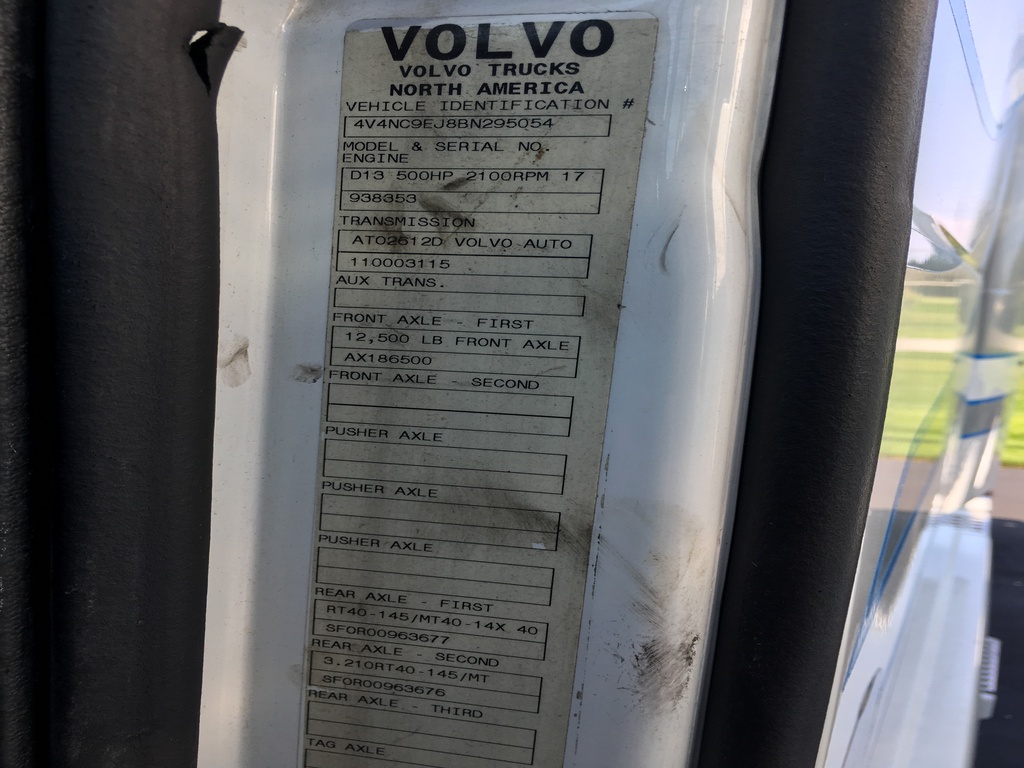 VOLVO
VOLVO TRUCKS
NORTH AMERICA
VEHICLE IDENTIFICATION #
4V4NC9EJ8BN295054
MODEL & SERIAL NO.
ENGINE
D13 500HP 2100RPM 17
938353
TRANSMISSION
ATO2612D VOLVO AUTO
110003115
AUX TRANS.
FRONT AXLE - FIRST
12,500 LB FRONT AXLE
AX186500
FRONT AXLE - SECOND
PUSHER AXLE
PUSHER AXLE
PUSHER AXLE
REAR AXLE - FIRST
RT40-145/MT40-14X 40
SFOR00963677
REAR AXLE - SECOND
3.210RT40-145/MT
SFOR00963676
REAR AXLE - THIRD
TAG AXLE